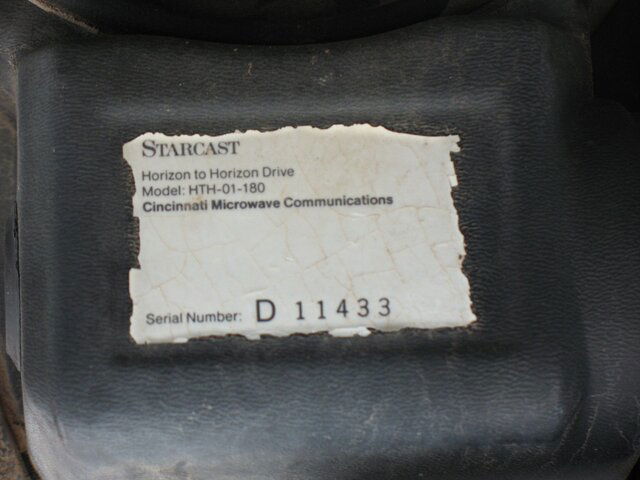 STARCAST
Horizon to Horizon Drive
Model: HTH-01-180
Cincinnati Microwave Communications
Serial Number: D 11433